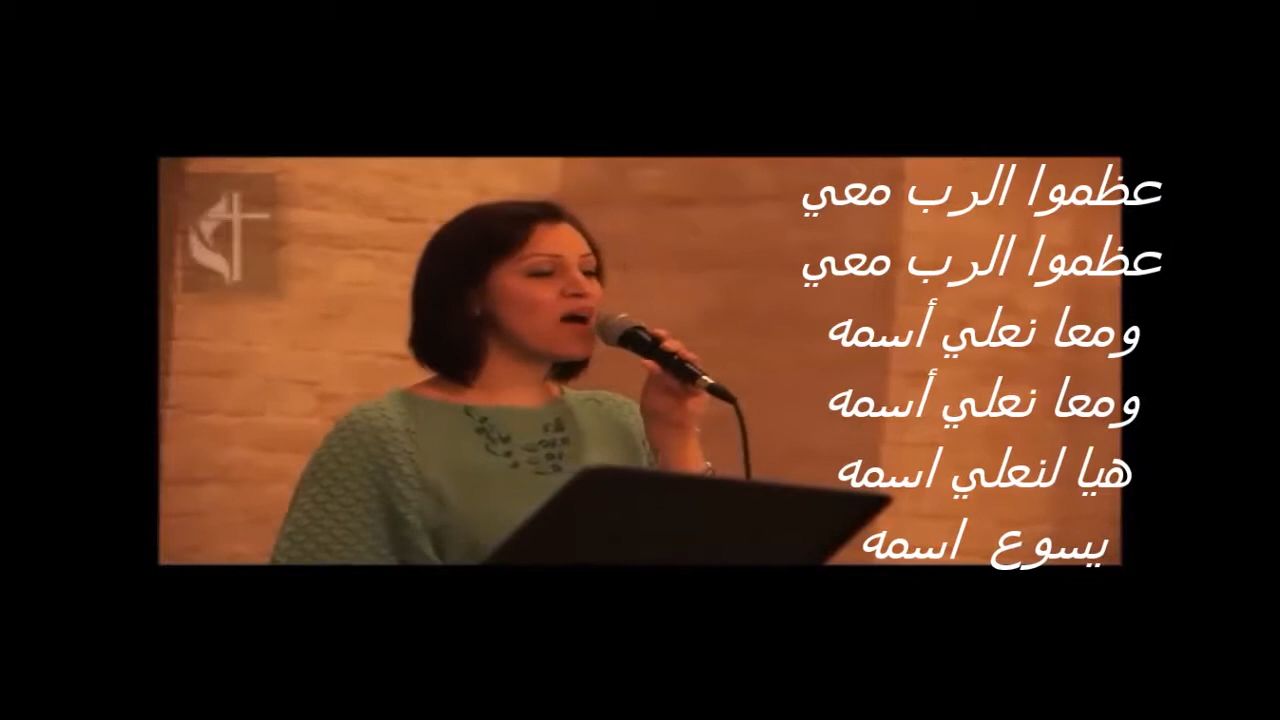 عظموا الرب معي
عظموا الرب معي
ومعا نعلي أسمه
ومعا نعلي أسمه
هيا لنعلي اسمه
يسوع اسمه